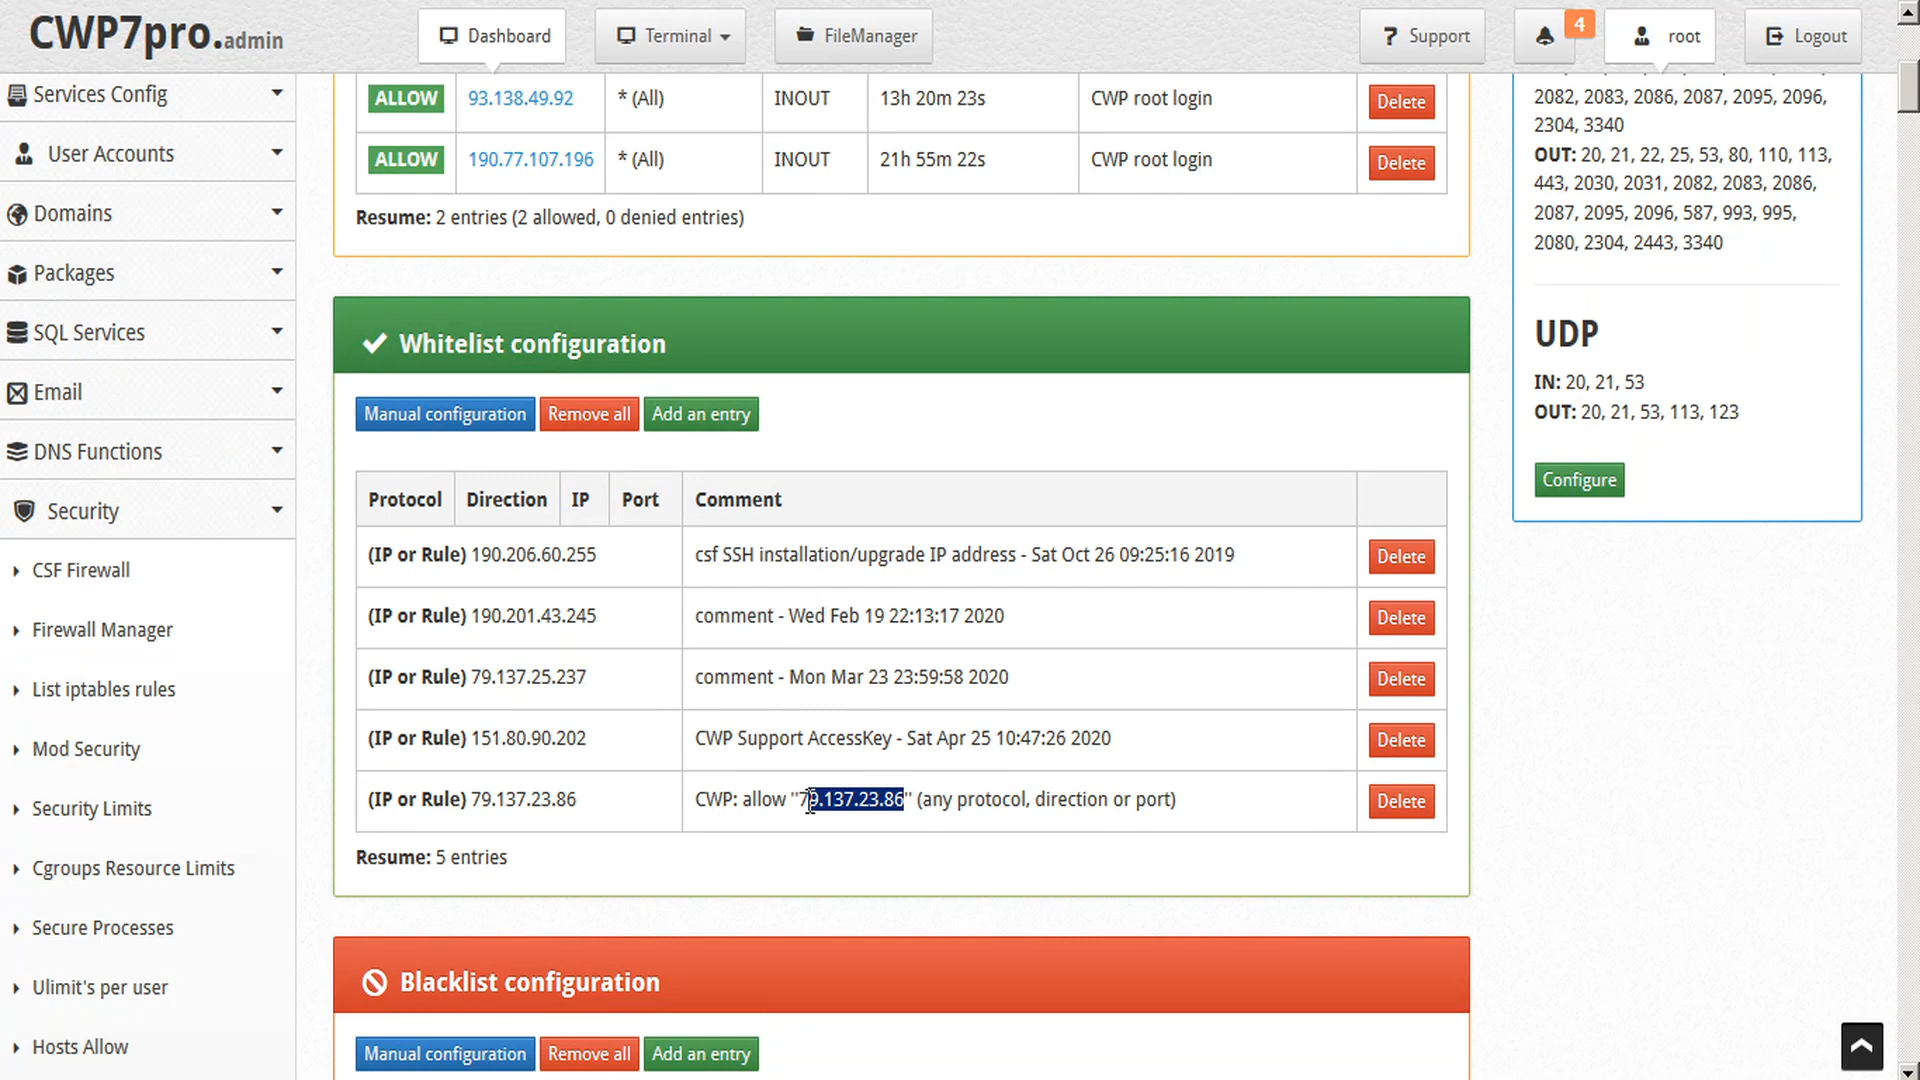 CWP7pro.admin
Dashboard
Terminal
FileManager
? Support
4
root
Logout
Services Config
User Accounts
Domains
Packages
SQL Services
Email
DNS Functions
Security
CSF Firewall
Firewall Manager
List iptables rules
Mod Security
Security Limits
Cgroups Resource Limits
Secure Processes
Ulimit's per user
Hosts Allow
ALLOW 93.138.49.92 * (All) INOUT 13h 20m 23s CWP root login Delete
ALLOW 190.77.107.196 * (All) INOUT 21h 55m 22s CWP root login Delete
Resume: 2 entries (2 allowed, 0 denied entries)
Whitelist configuration
Manual configuration Remove all Add an entry
Protocol Direction IP Port Comment
(IP or Rule) 190.206.60.255 csf SSH installation/upgrade IP address - Sat Oct 26 09:25:16 2019 Delete
(IP or Rule) 190.201.43.245 comment - Wed Feb 19 22:13:17 2020 Delete
(IP or Rule) 79.137.25.237 comment - Mon Mar 23 23:59:58 2020 Delete
(IP or Rule) 151.80.90.202 CWP Support AccessKey - Sat Apr 25 10:47:26 2020 Delete
(IP or Rule) 79.137.23.86 CWP: allow "79.137.23.86" (any protocol, direction or port) Delete
Resume: 5 entries
Blacklist configuration
Manual configuration Remove all Add an entry
2082, 2083, 2086, 2087, 2095, 2096,
2304, 3340
OUT: 20, 21, 22, 25, 53, 80, 110, 113,
443, 2030, 2031, 2082, 2083, 2086,
2087, 2095, 2096, 587, 993, 995,
2080, 2304, 2443, 3340
UDP
IN: 20, 21, 53
OUT: 20, 21, 53, 113, 123
Configure